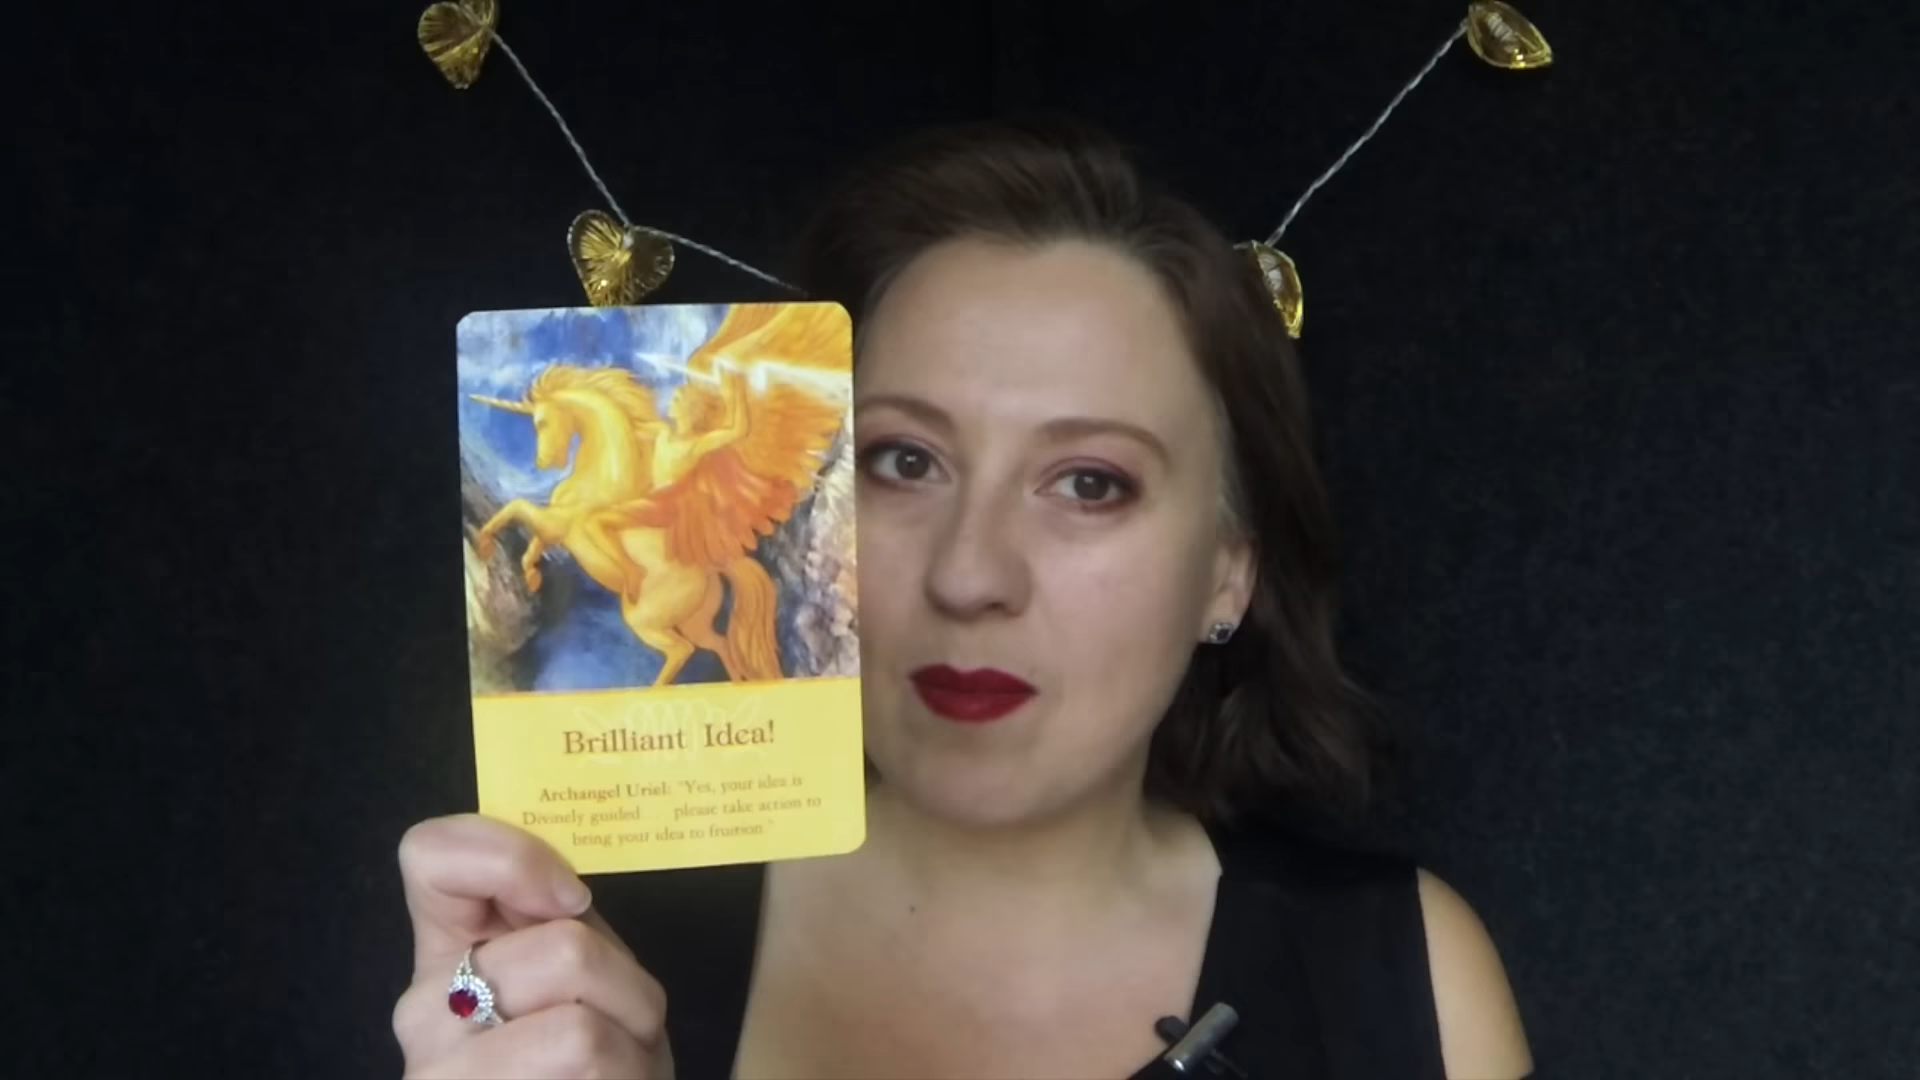 Brilliant Idea!
Archangel Uriel: "Yes, your idea is
Divinely guided please take action to
bring your idea to fruition."